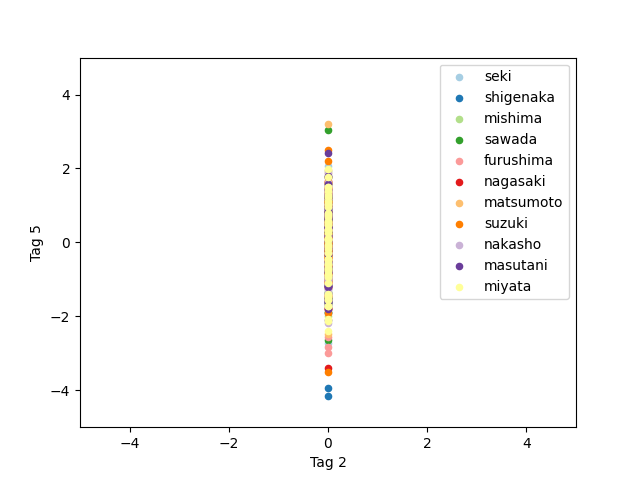 seki
shigenaka
mishima
sawada
furushima
nagasaki
matsumoto
suzuki
nakasho
masutani
miyata
4
2
0
−2
−4
Tag 5
−4 −2 0 2 4
Tag 2